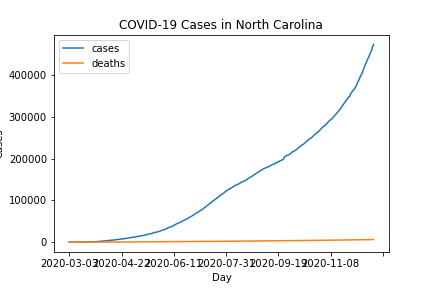 COVID-19 Cases in North Carolina
cases
deaths
400000
300000
200000
100000
0
Cases
2020-03-03 2020-04-22 2020-06-11 2020-07-31 2020-09-19 2020-11-08
Day